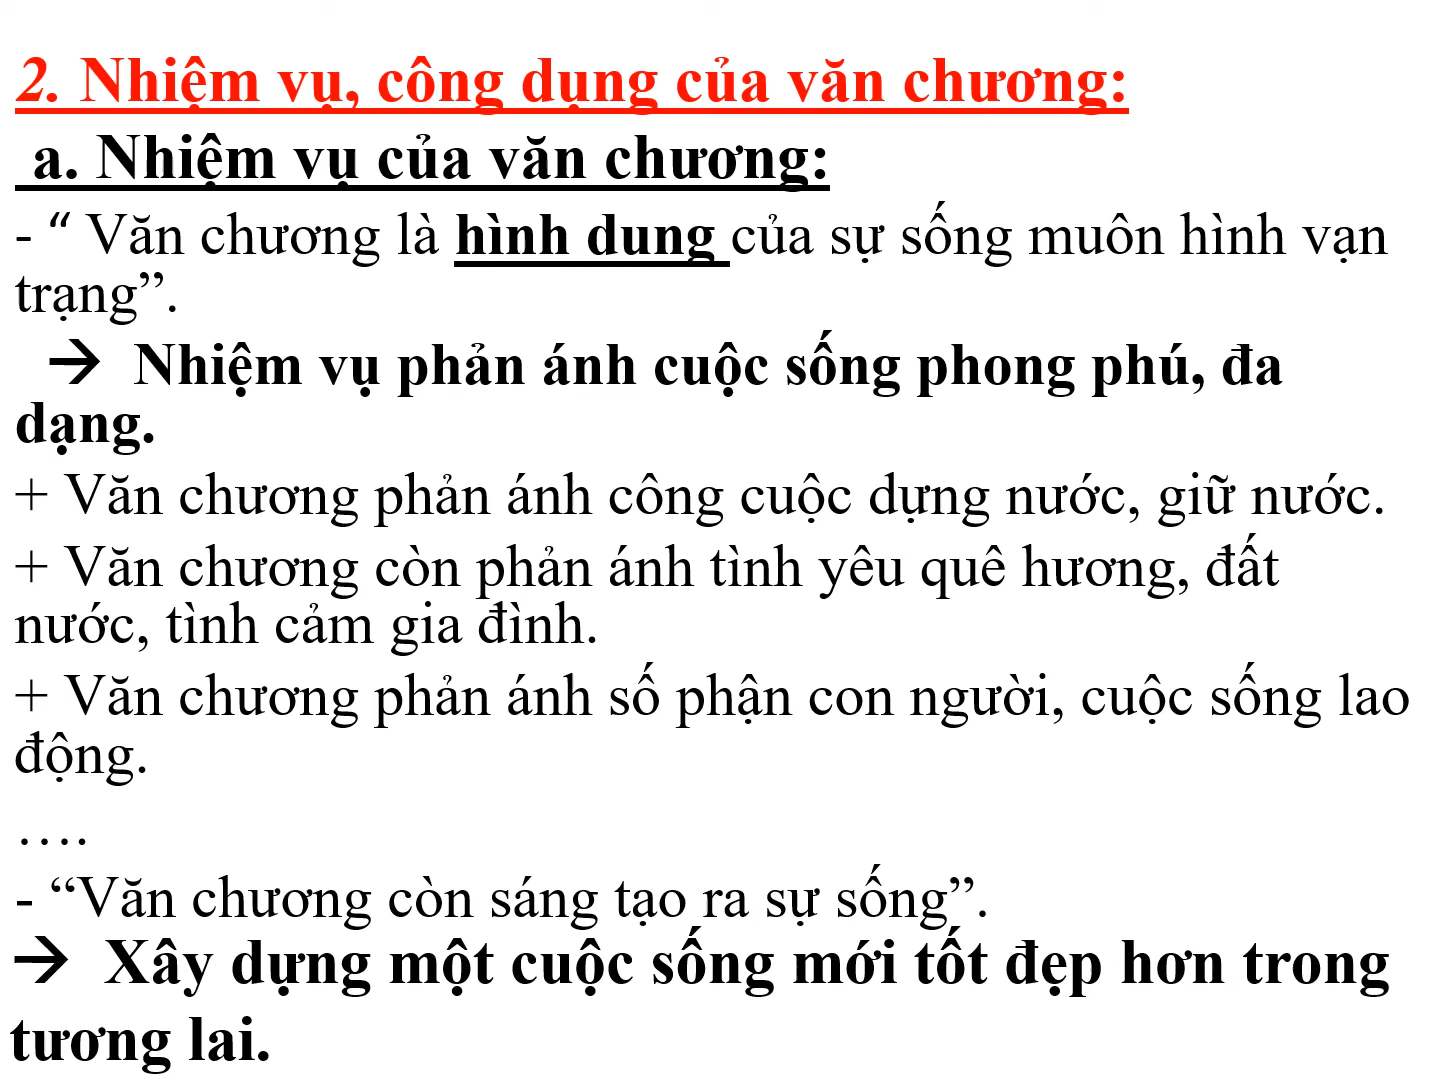 2. Nhiệm vụ, công dụng của văn chương:
a. Nhiệm vụ của văn chương:
- “ Văn chương là hình dung của sự sống muôn hình vạn
trạng”.
→ Nhiệm vụ phản ánh cuộc sống phong phú, đa
dạng.
+ Văn chương phản ánh công cuộc dựng nước, giữ nước.
+ Văn chương còn phản ánh tình yêu quê hương, đất
nước, tình cảm gia đình.
+ Văn chương phản ánh số phận con người, cuộc sống lao
động.
….
- “Văn chương còn sáng tạo ra sự sống”.
→ Xây dựng một cuộc sống mới tốt đẹp hơn trong
tương lai.